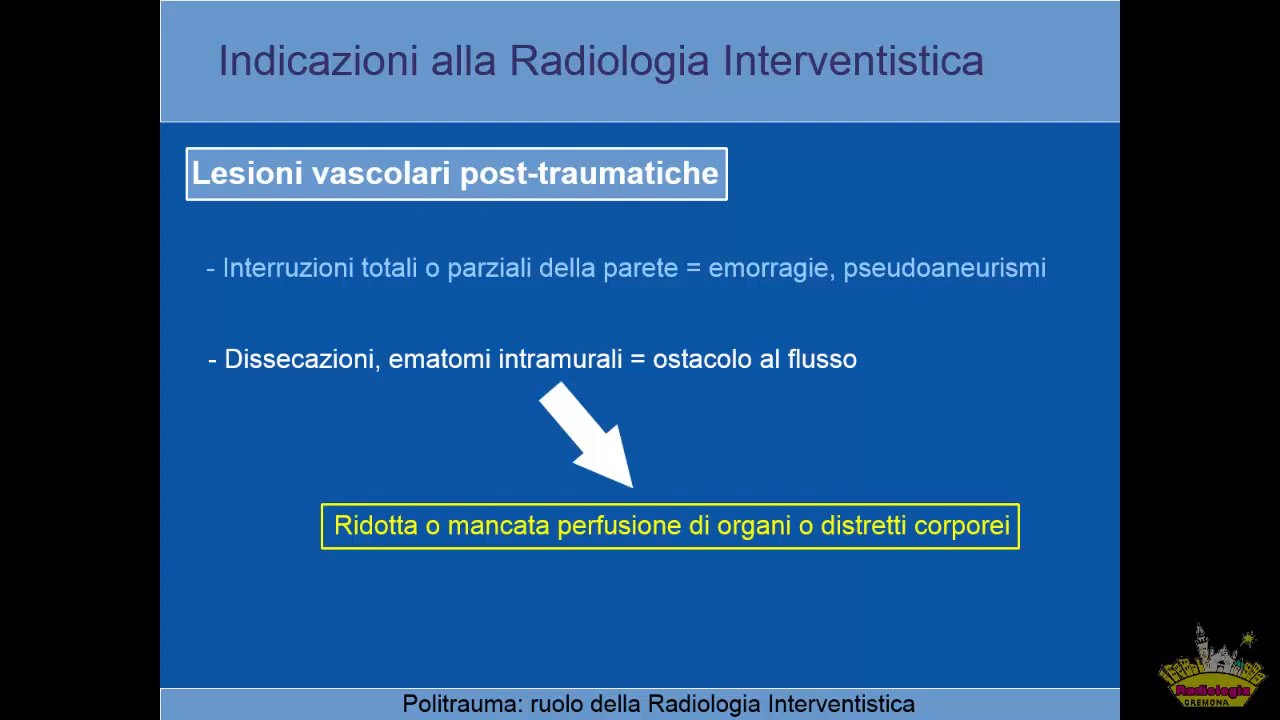 Indicazioni alla Radiologia Interventistica
Lesioni vascolari post-traumatiche
- Interruzioni totali o parziali della parete = emorragie, pseudoaneurismi
- Dissecazioni, ematomi intramurali = ostacolo al flusso
Ridotta o mancata perfusione di organi o distretti corporei
Politrauma: ruolo della Radiologia Interventistica
Radiologia
CREMONA